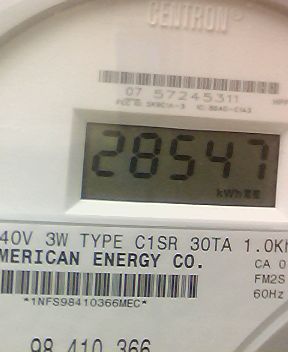 CENTRON®
07 57245311
28547
kWh
40V 3W TYPE C1SR 30TA 1.0Kh
MERICAN ENERGY CO.
CA 0
FM2S
60Hz
*1NFS98410366MEC*
98 410 366